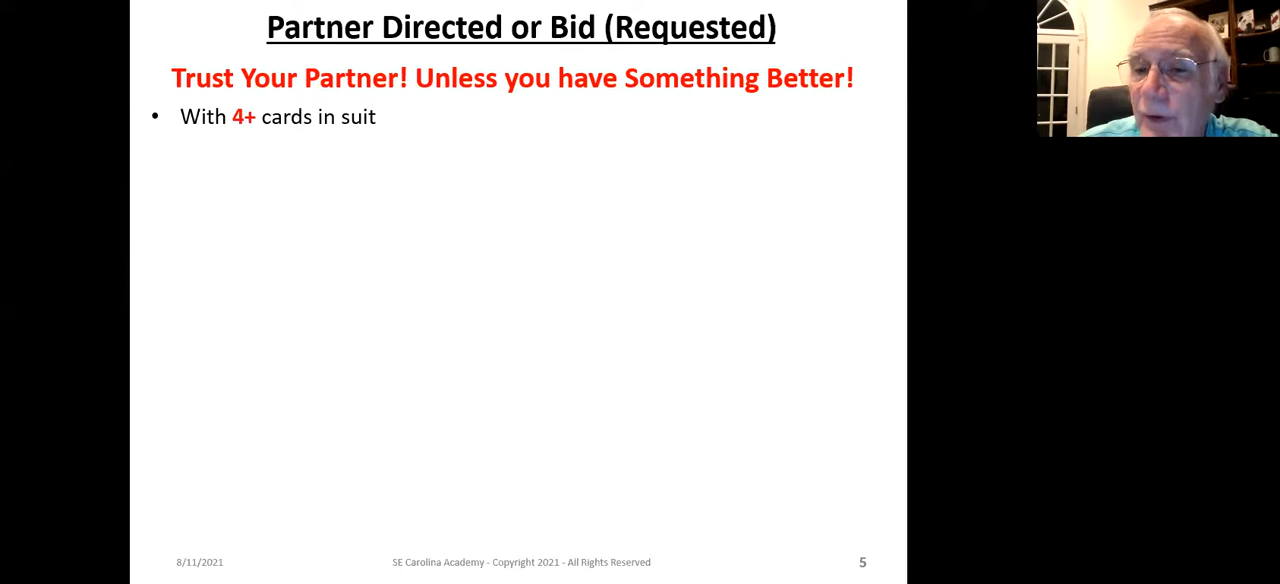 Partner Directed or Bid (Requested)
Trust Your Partner! Unless you have Something Better!
• With 4+ cards in suit
8/11/2021
SE Carolina Academy - Copyright 2021 - All Rights Reserved
5